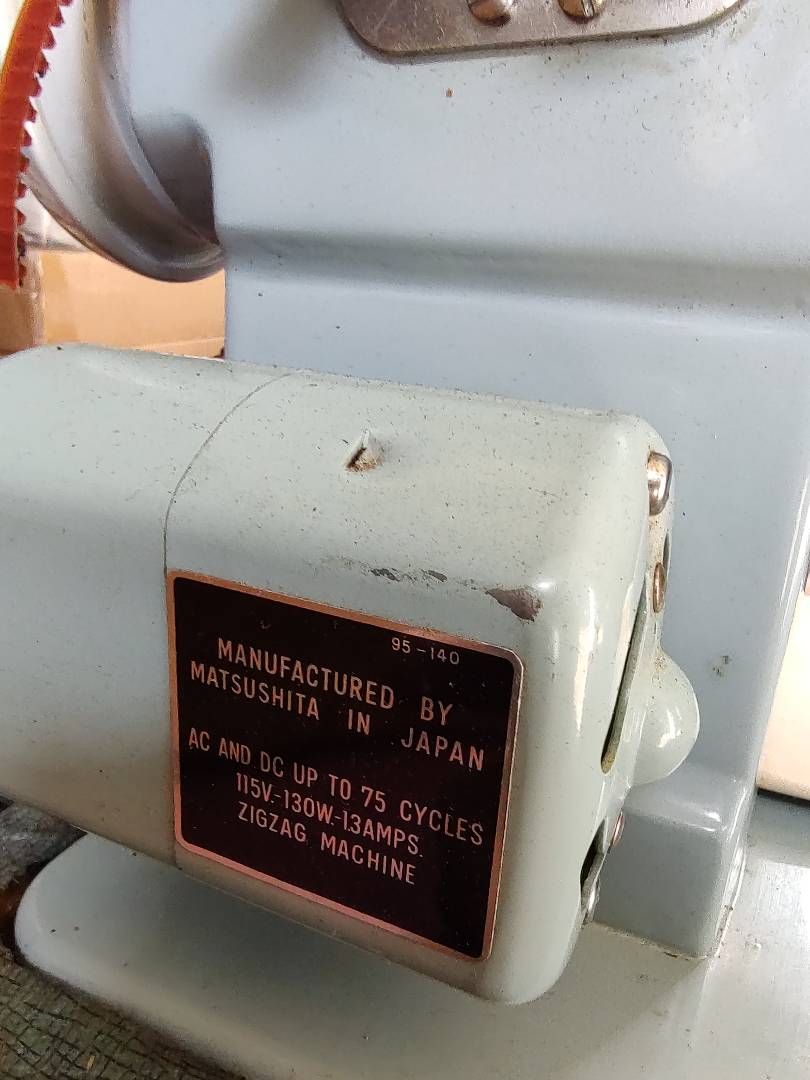 95-140
MANUFACTURED BY
MATSUSHITA IN JAPAN
AC AND DC UP TO 75 CYCLES
115V.-130W.-1.3AMPS.
ZIGZAG MACHINE